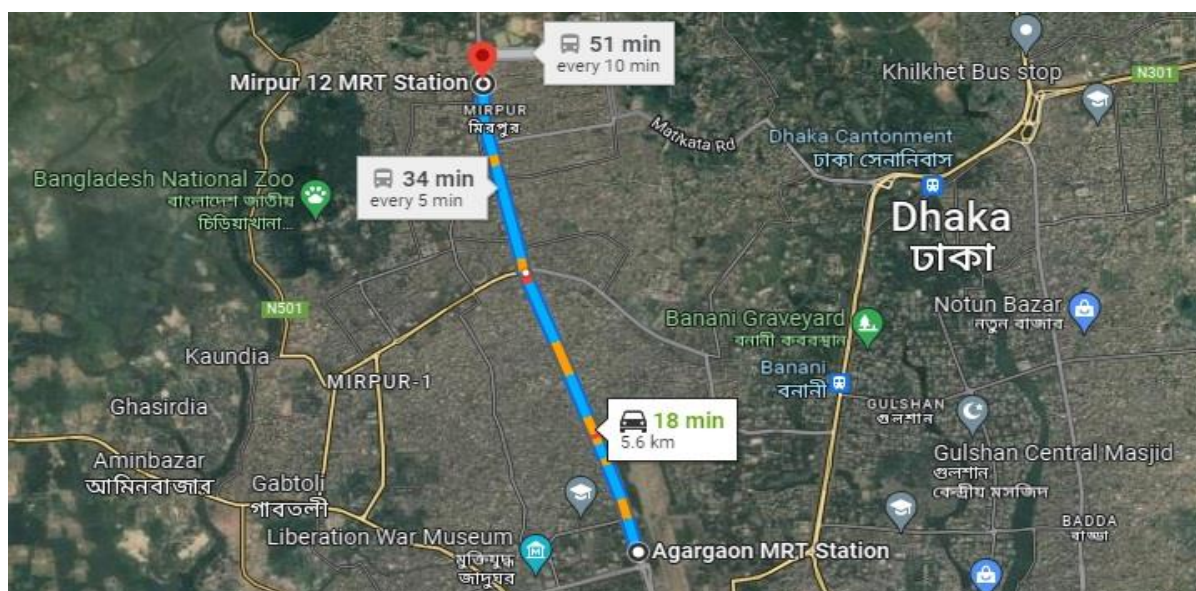 51 min
every 10 min
Khilkhet Bus stop
N301
Mirpur 12 MRT Station
MIRPUR
মিরপুর
Matikata Rd
Dhaka Cantonment
ঢাকা সেনানিবাস
34 min
every 5 min
Bangladesh National Zoo
বাংলাদেশ জাতীয়
চিড়িয়াখানা...
Dhaka
ঢাকা
N501
Banani Graveyard
বনানী কবরস্থান
Notun Bazar
নতুন বাজার
Kaundia
MIRPUR-1
Banani
বনানী
Ghasirdia
GULSHAN
গুলশান
18 min
5.6 km
Aminbazar
আমিনবাজার
Gabtoli
গাবতলী
Gulshan Central Masjid
গুলশান
কেন্দ্রীয় মসজিদ
Liberation War Museum
মুক্তিযুদ্ধ
জাদুঘর
Agargaon MRT Station
BADDA
বাড্ডা